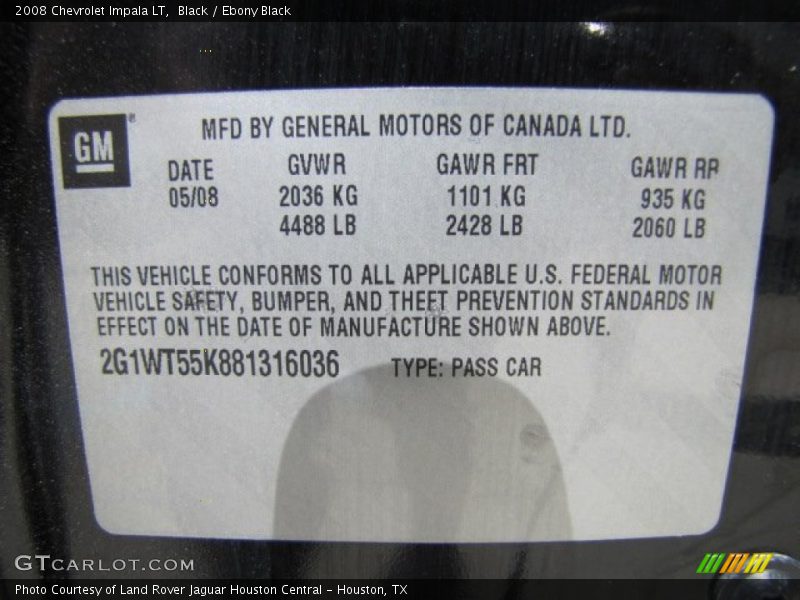 2008 Chevrolet Impala LT,  Black / Ebony Black
GM®
MFD BY GENERAL MOTORS OF CANADA LTD.
DATE GVWR GAWR FRT GAWR RR
05/08 2036 KG 1101 KG 935 KG
4488 LB 2428 LB 2060 LB
THIS VEHICLE CONFORMS TO ALL APPLICABLE U.S. FEDERAL MOTOR
VEHICLE SAFETY, BUMPER, AND THEFT PREVENTION STANDARDS IN
EFFECT ON THE DATE OF MANUFACTURE SHOWN ABOVE.
2G1WT55K881316036 TYPE: PASS CAR
GTCARLOT.COM
Photo Courtesy of Land Rover Jaguar Houston Central - Houston, TX